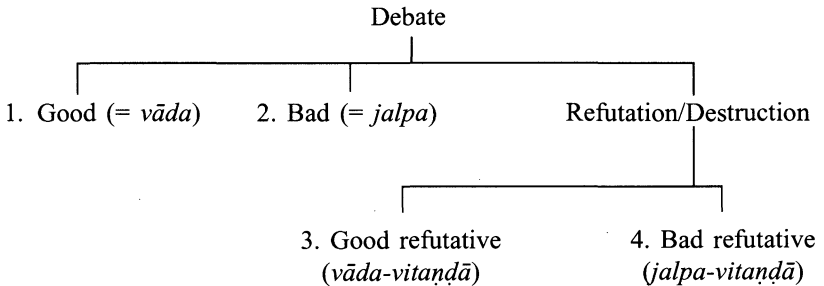 Debate
1. Good (= vāda) 2. Bad (= jalpa) Refutation/Destruction
3. Good refutative 4. Bad refutative
(vāda-vitaṇḍā) (jalpa-vitaṇḍā)